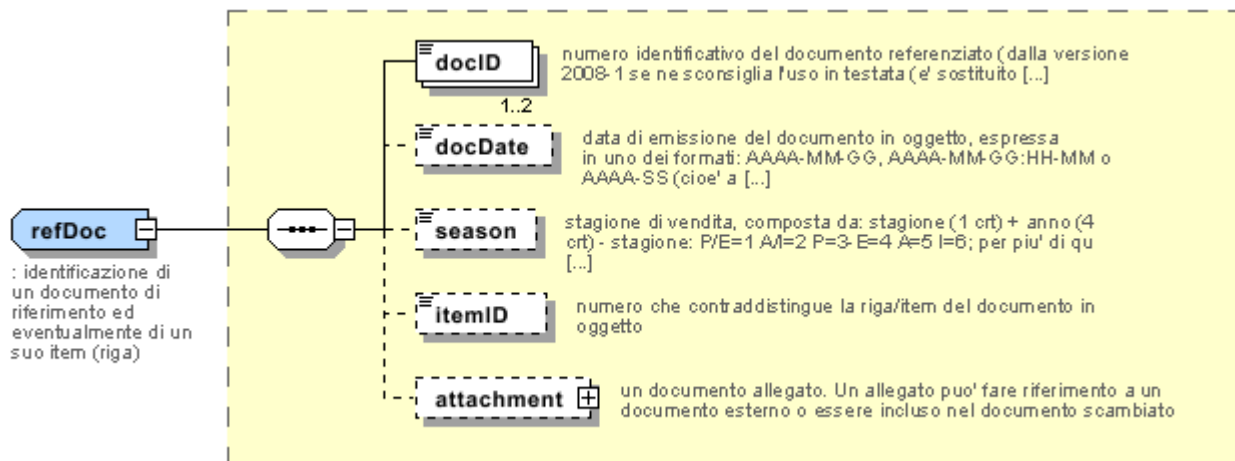 docID
1..2
numero identificativo del documento referenziato (dalla versione
2008-1 se ne sconsiglia l'uso in testata (e' sostituito [...]
docDate
data di emissione del documento in oggetto, espressa
in uno dei formati: AAAA-MM-GG, AAAA-MM-GG:HH-MM o
AAAA-SS (cioe' a [...]
refDoc
: identificazione di
un documento di
riferimento ed
eventualmente di un
suo item (riga)
season
stagione di vendita, composta da: stagione (1 crt) + anno (4
crt) - stagione: P/E=1 A/I=2 P=3- E=4 A=5 I=6; per piu' di qu
[...]
itemID
numero che contraddistingue la riga/item del documento in
oggetto
attachment
un documento allegato. Un allegato puo' fare riferimento a un
documento esterno o essere incluso nel documento scambiato